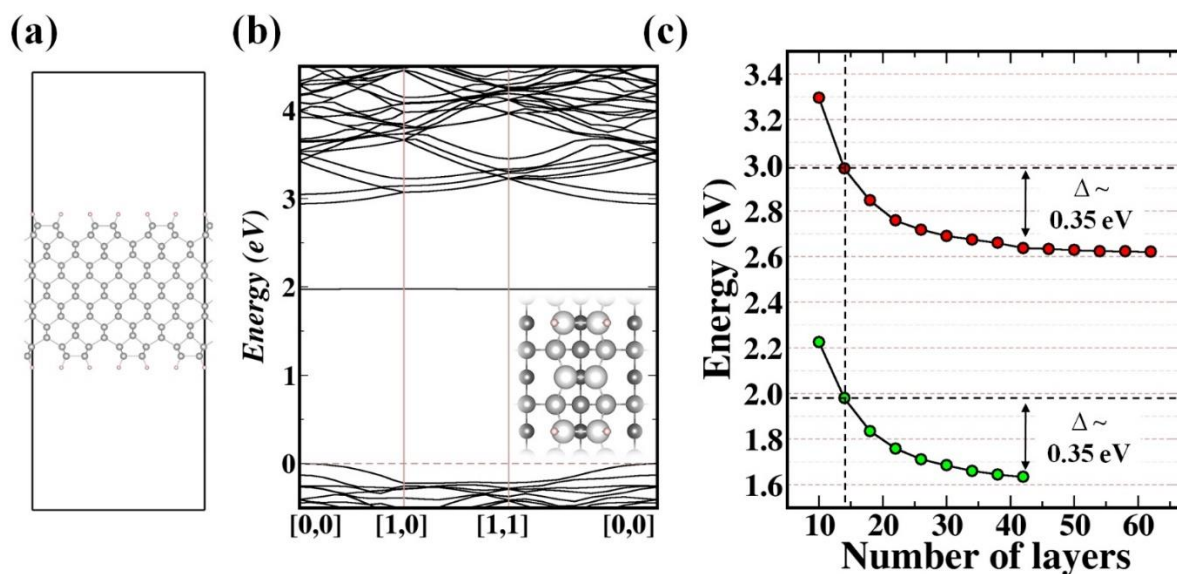 (a)
(b)
(c)
Energy (eV)
4
3
2
1
0
[0,0]
[1,0]
[1,1]
[0,0]
Energy (eV)
3.4
3.2
3.0
2.8
2.6
2.4
2.2
2.0
1.8
1.6
Δ ~
0.35 eV
Δ ~
0.35 eV
10
20
30
40
50
60
Number of layers